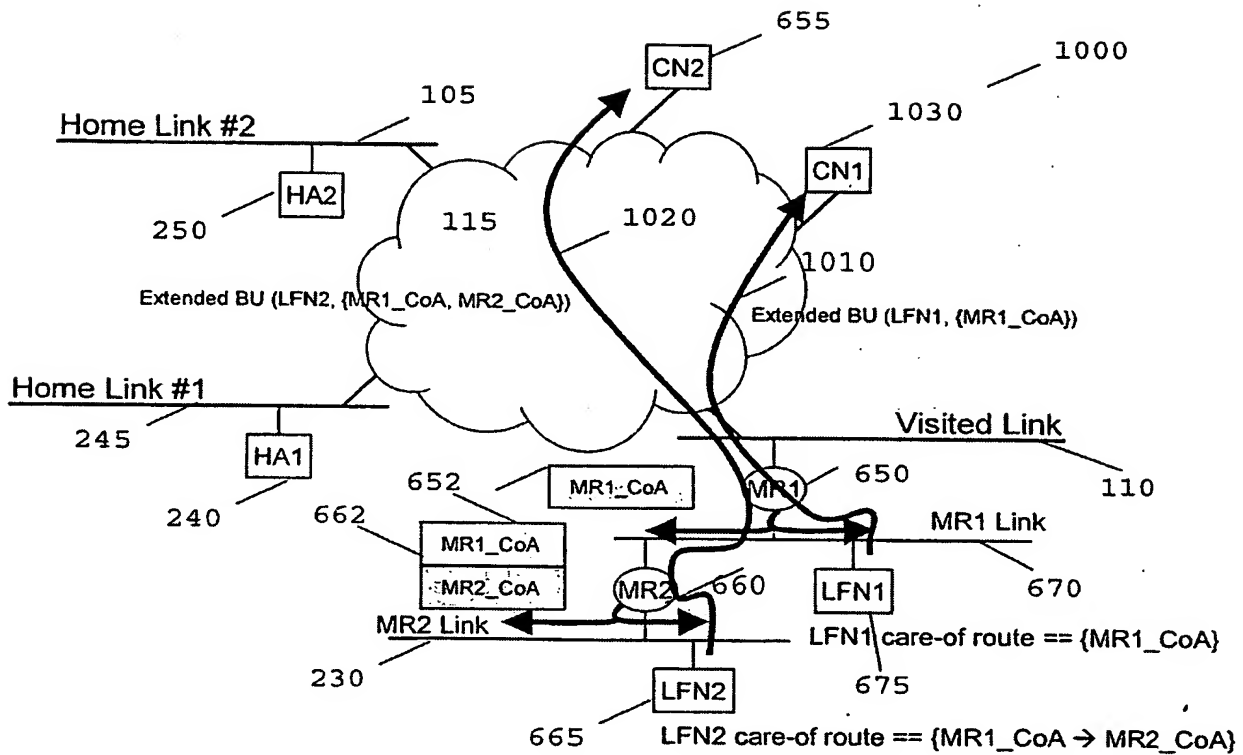 655
CN2
1000
105
1030
Home Link #2
CN1
HA2
250
115
1020
1010
Extended BU (LFN2, {MR1_CoA, MR2_CoA})
Extended BU (LFN1, {MR1_CoA})
Home Link #1
245
Visited Link
HA1
652
MR1_CoA
MR1
650
110
240
662
MR1_CoA
MR1 Link
MR2_CoA
MR2
660
LFN1
670
MR2 Link
LFN1 care-of route == {MR1_CoA}
230
LFN2
675
665
LFN2 care-of route == {MR1_CoA → MR2_CoA}